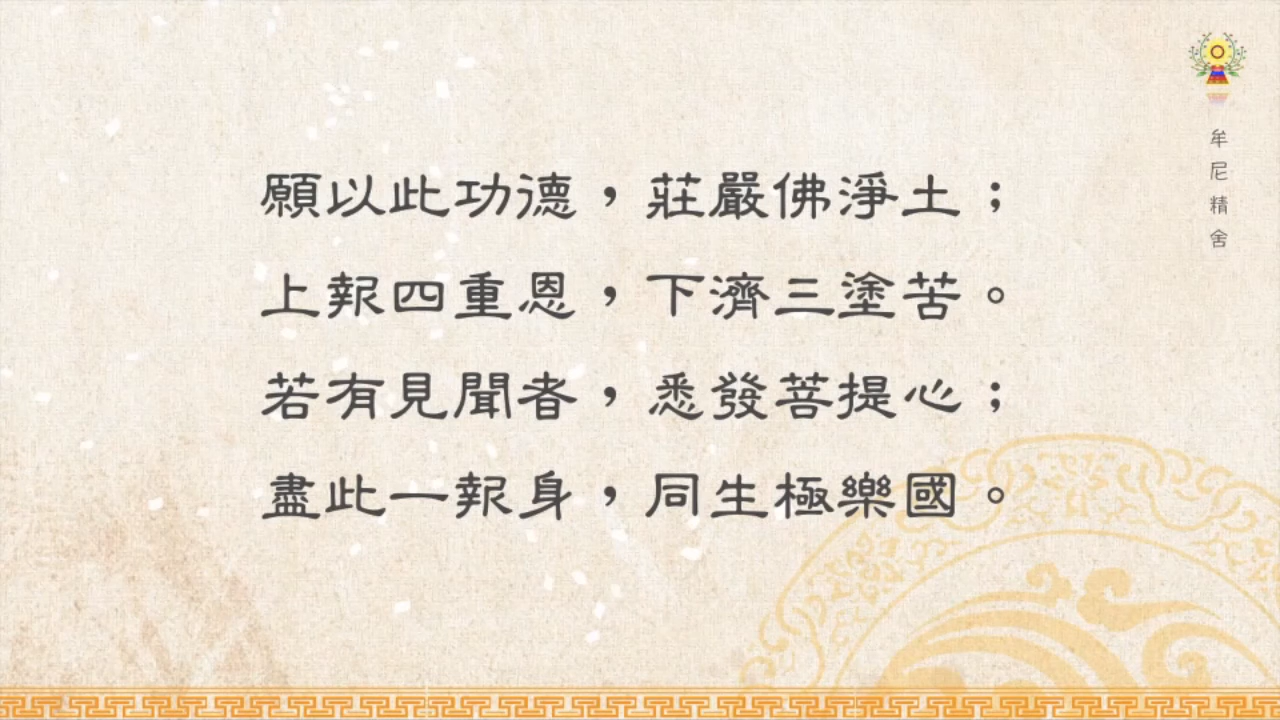 願以此功德，莊嚴佛淨土；
上報四重恩，下濟三塗苦。
若有見聞者，悉發菩提心；
盡此一報身，同生極樂國。
牟尼精舍